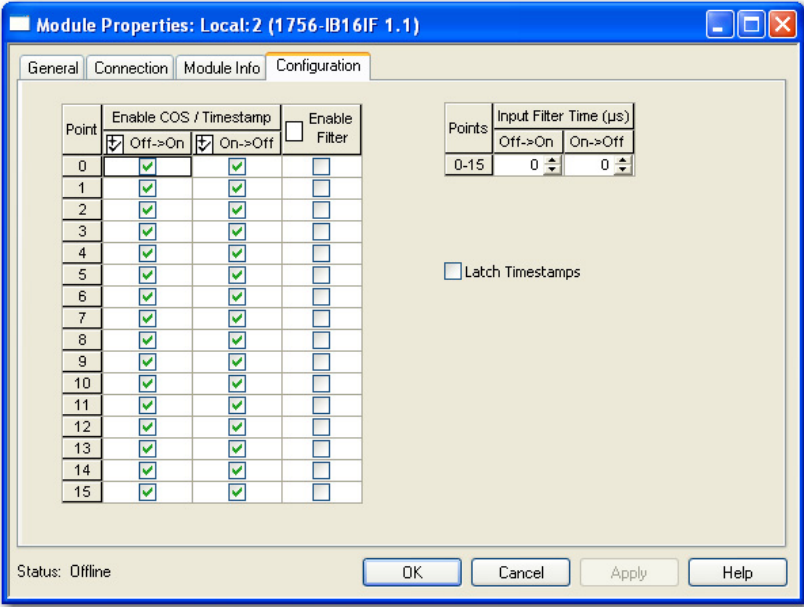 Module Properties: Local:2 (1756-IB16IF 1.1)
General Connection Module Info Configuration
Point Enable COS / Timestamp Enable Filter
Off->On On->Off
0
1
2
3
4
5
6
7
8
9
10
11
12
13
14
15
Points Input Filter Time (µs)
Off->On On->Off
0-15 0 0
Latch Timestamps
Status: Offline OK Cancel Apply Help